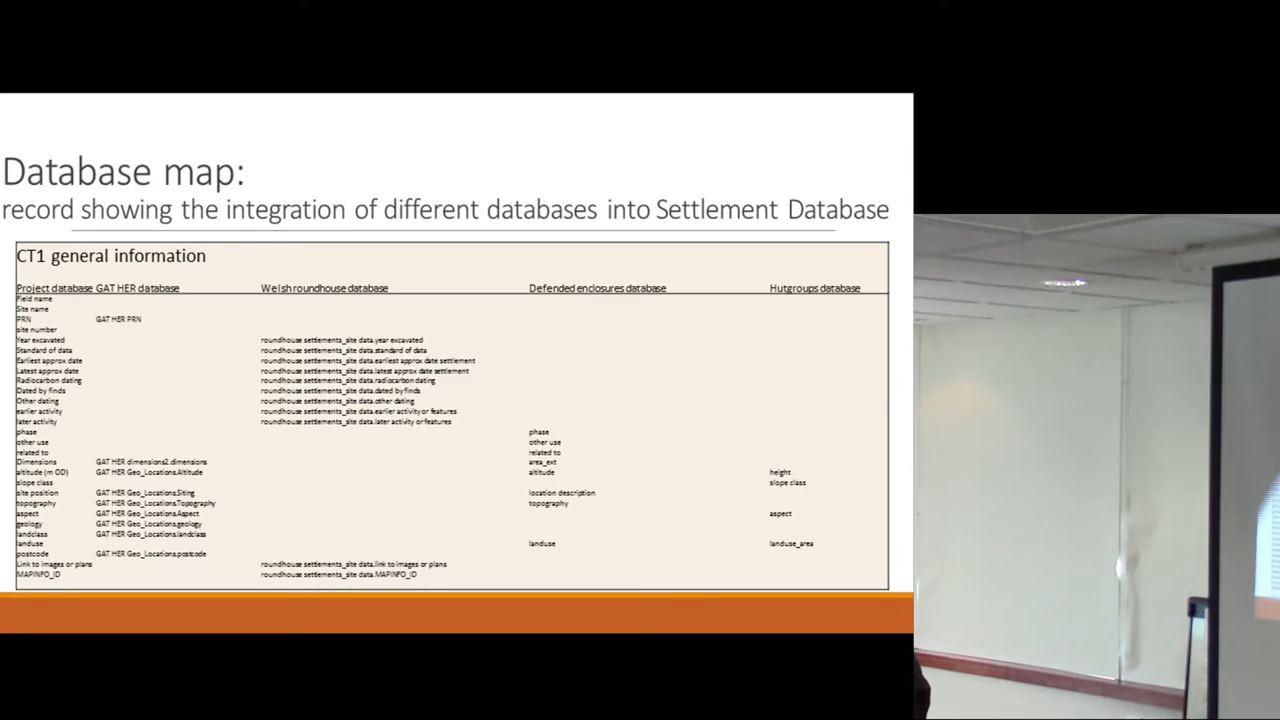 Database map:
record showing the integration of different databases into Settlement Database
CT1 general information
Project database GAT HER database Welsh roundhouse database Defended enclosures database Hutgroups database
Field name
Site name
PRN GAT HER PRN
site number
Year excavated roundhouse settlements_site data.year excavated
Standard of data roundhouse settlements_site data.standard of data
Earliest approx date roundhouse settlements_site data.earliest approx date settlement
Latest approx date roundhouse settlements_site data.latest approx date settlement
Radiocarbon dating roundhouse settlements_site data.radiocarbon dating
Dated by finds roundhouse settlements_site data.dated by finds
Other dating roundhouse settlements_site data.other dating
earlier activity roundhouse settlements_site data.earlier activity or features
later activity roundhouse settlements_site data.later activity or features
phase phase
other use other use
related to related to
Dimensions GAT HER dimensions2.dimensions area_ext
altitude (m OD) GAT HER Geo_Locations.Altitude altitude height
slope class slope class
site position GAT HER Geo_Locations.Siting location description
topography GAT HER Geo_Locations.Topography topography
aspect GAT HER Geo_Locations.Aspect aspect
geology GAT HER Geo_Locations.geology
landclass GAT HER Geo_Locations.landclass
landuse landuse landuse_area
postcode GAT HER Geo_Locations.postcode
Link to images or plans roundhouse settlements_site data.link to images or plans
MAPINFO_ID roundhouse settlements_site data.MAPINFO_ID